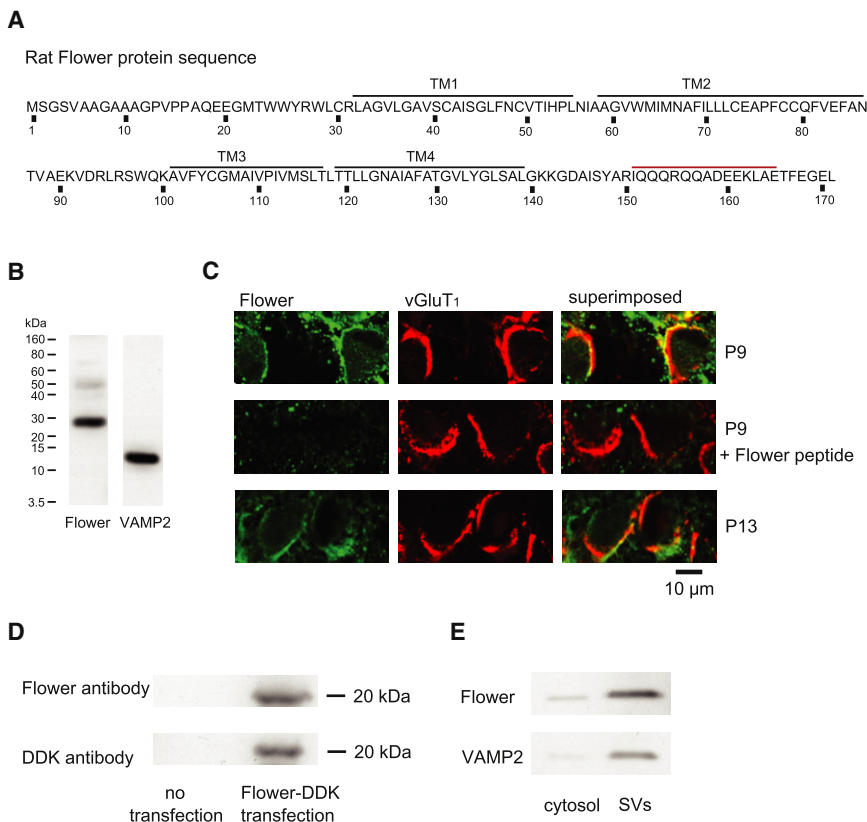 A
Rat Flower protein sequence
TM1 TM2
MSGSVAAGAAAGPVPPAQEEGMTWWYRWLCRLAGVLGAVSCAISGLFNCVTIHPLNIAAGVWMIMNAFILLLCEAPFCCQFVEFAN
1 10 20 30 40 50 60 70 80
TM3 TM4
TVAEKVDRLRSWQKAVFYCGMAIVPIVMSLTLTTLLGNAIAFATGVLYGLSALGKKGDAISYARIQQQRQQADEEKLAETFEGEL
90 100 110 120 130 140 150 160 170
B
kDa
160
80
60
50
40
30
20
15
10
3.5
Flower VAMP2
C
Flower vGluT1 superimposed
P9
P9
+ Flower peptide
P13
10 µm
D
Flower antibody 20 kDa
DDK antibody 20 kDa
no Flower-DDK
transfection transfection
E
Flower
VAMP2
cytosol SVs